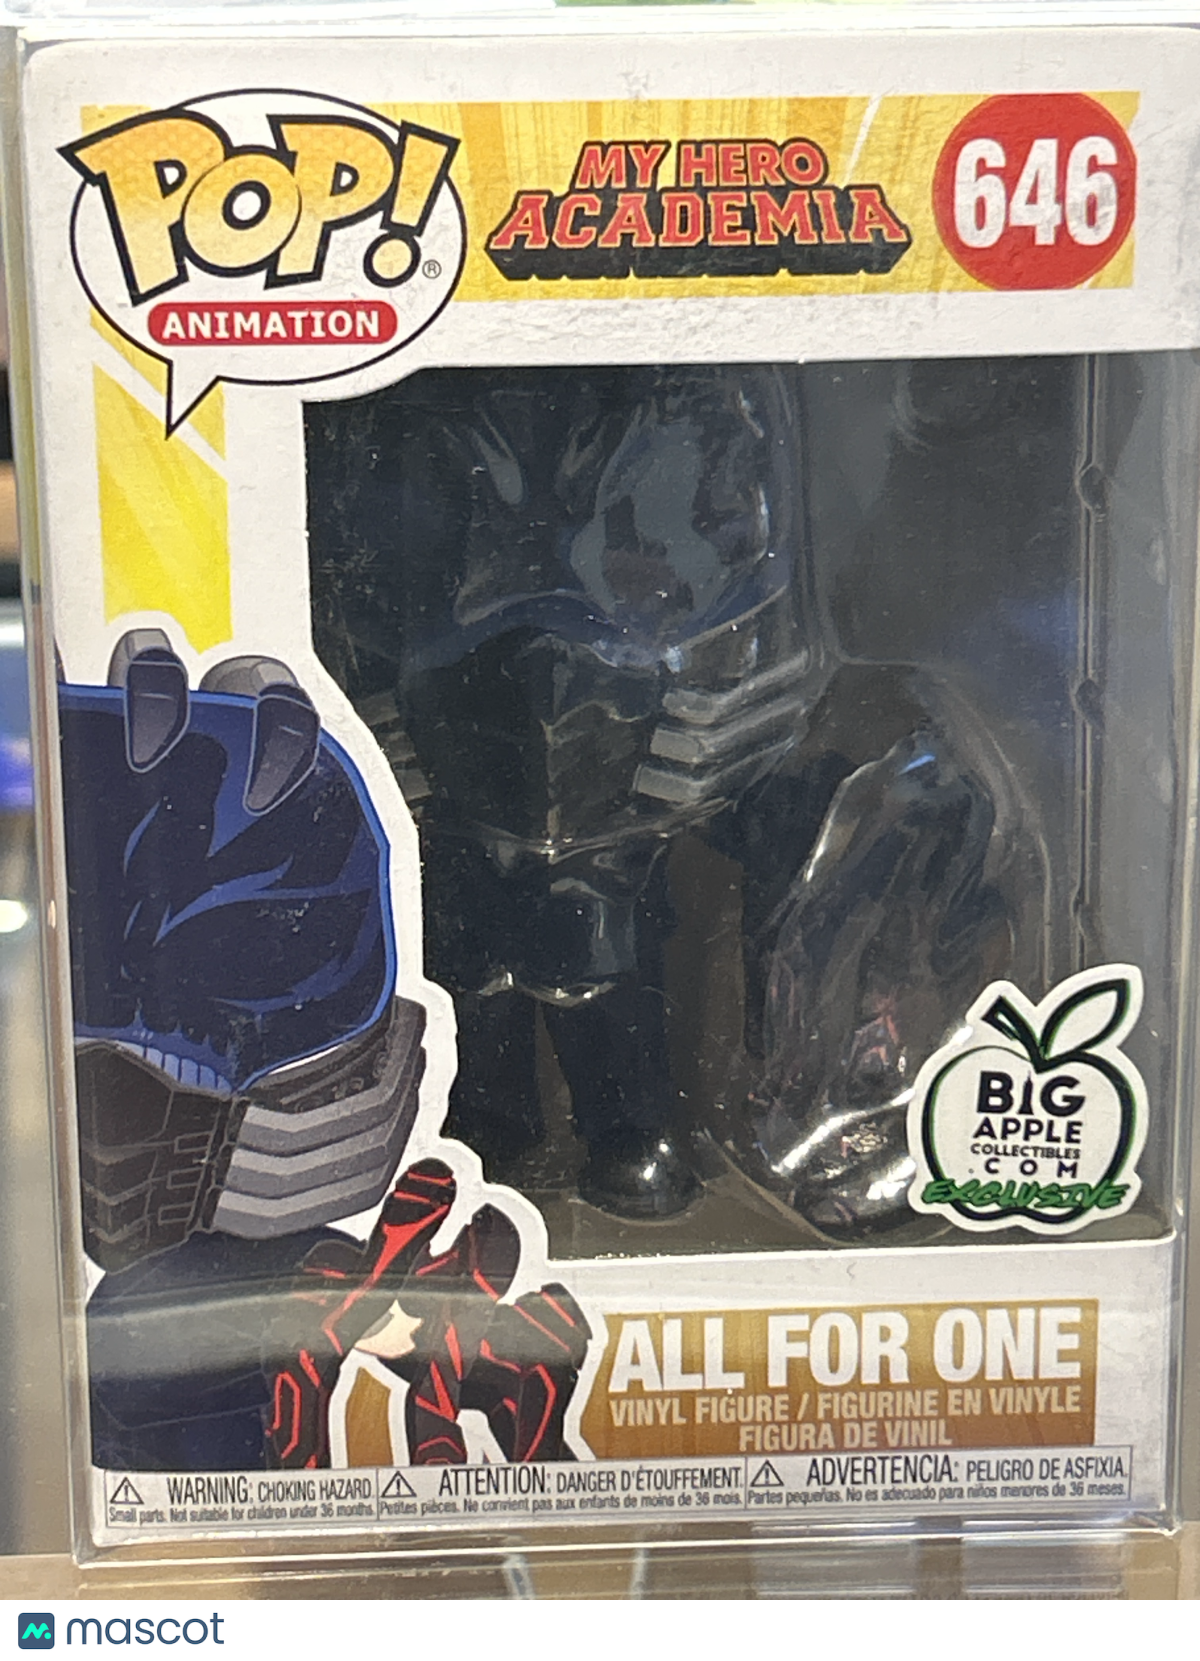 POP!®
ANIMATION
MY HERO
ACADEMIA
646
BIG
APPLE
COLLECTIBLES
.COM
EXCLUSIVE
ALL FOR ONE
VINYL FIGURE / FIGURINE EN VINYLE
FIGURA DE VINIL
WARNING: CHOKING HAZARD.
Small parts. Not suitable for children under 36 months.
ATTENTION: DANGER D'ÉTOUFFEMENT.
Petites pièces. Ne convient pas aux enfants de moins de 36 mois.
ADVERTENCIA: PELIGRO DE ASFIXIA.
Partes pequeñas. No es adecuado para niños menores de 36 meses.
mascot